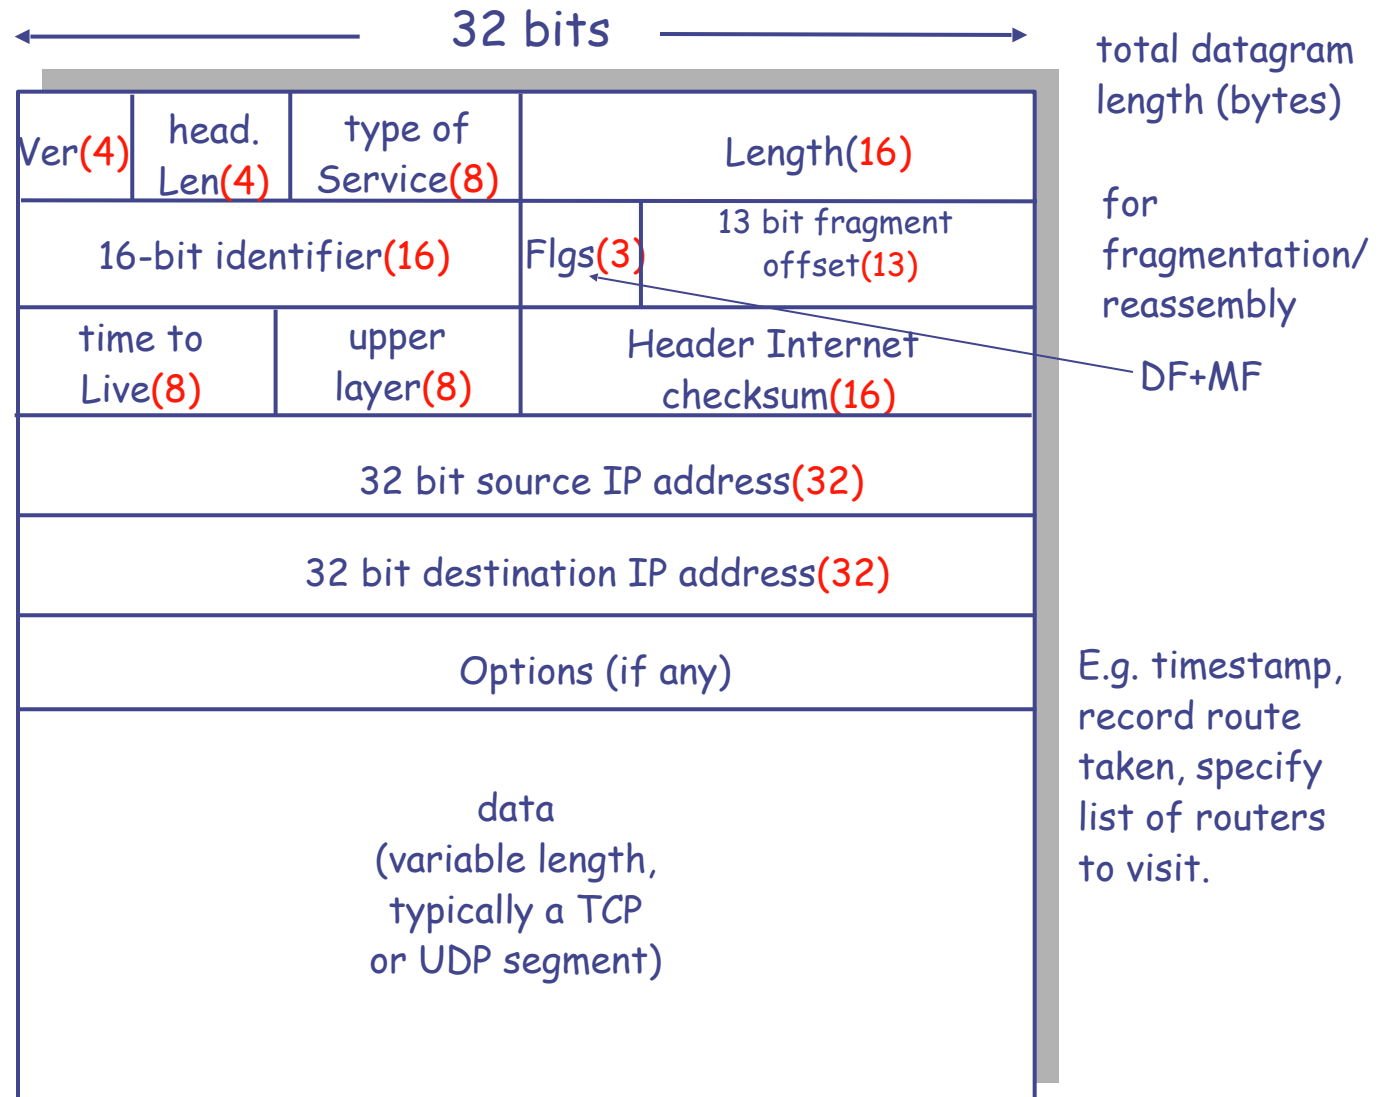 32 bits
total datagram
length (bytes)
Ver(4)
head.
Len(4)
type of
Service(8)
Length(16)
for
fragmentation/
reassembly
16-bit identifier(16)
Flgs(3)
13 bit fragment
offset(13)
time to
Live(8)
upper
layer(8)
Header Internet
checksum(16)
DF+MF
32 bit source IP address(32)
32 bit destination IP address(32)
Options (if any)
E.g. timestamp,
record route
taken, specify
list of routers
to visit.
data
(variable length,
typically a TCP
or UDP segment)